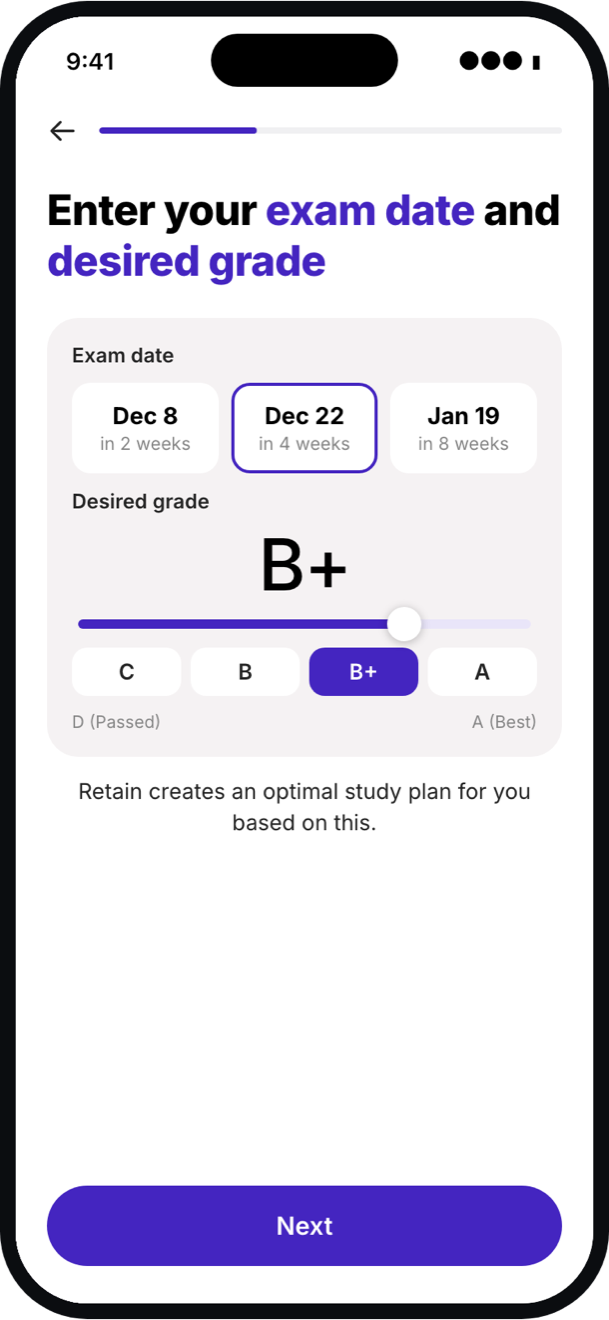 9:41
Enter your exam date and
desired grade
Exam date
Dec 8
in 2 weeks
Dec 22
in 4 weeks
Jan 19
in 8 weeks
Desired grade
B+
C
B
B+
A
D (Passed)
A (Best)
Retain creates an optimal study plan for you
based on this.
Next